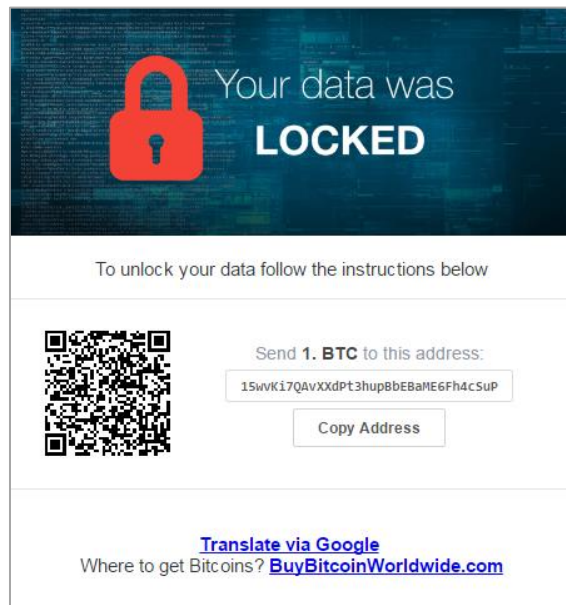 Your data was
LOCKED
To unlock your data follow the instructions below
Send 1. BTC to this address:
15wvKi7QAvXXdPt3hupBbEBaME6Fh4cSuP
Copy Address
Translate via Google
Where to get Bitcoins? BuyBitcoinWorldwide.com